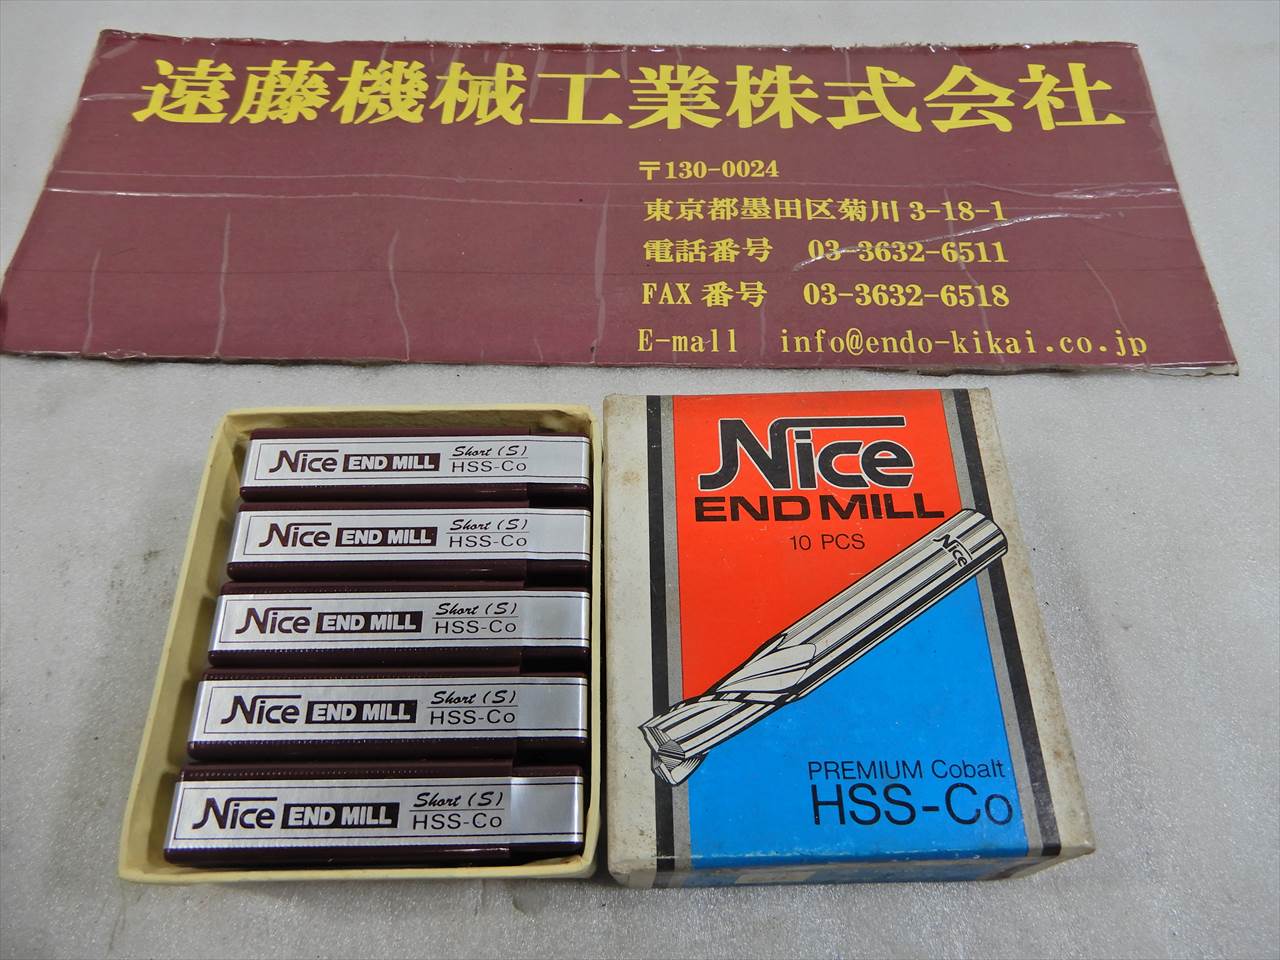 遠藤機械工業株式会社
〒130-0024
東京都墨田区菊川 3-18-1
電話番号 03-3632-6511
FAX 番号 03-3632-6518
E-mall info@endo-kikai.co.jp
Nice END MILL Short (S) HSS-Co
Nice END MILL Short (S) HSS-Co
Nice END MILL Short (S) HSS-Co
Nice END MILL Short (S) HSS-Co
Nice END MILL Short (S) HSS-Co
Nice
END MILL
10 PCS
Nice
PREMIUM Cobalt
HSS-Co